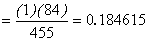 = (1)(84) / 455 = 0.184615